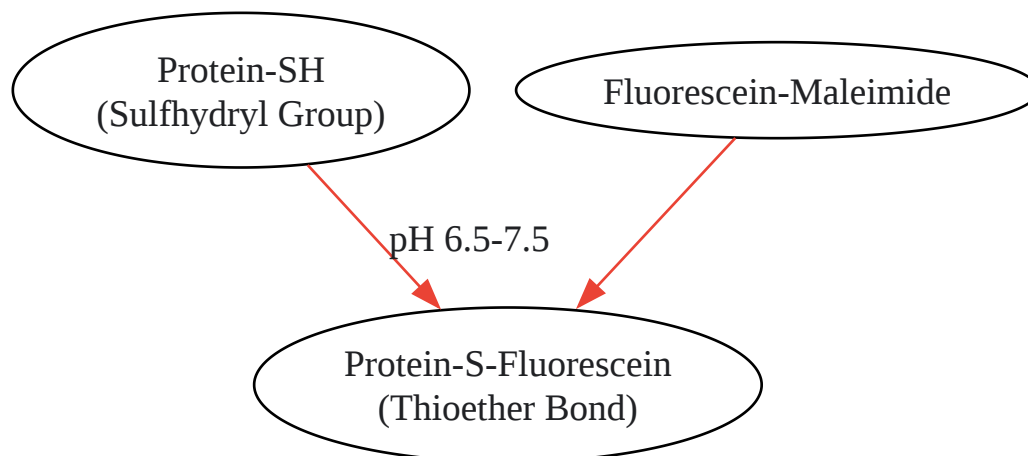 Protein-SH
(Sulfhydryl Group)
Fluorescein-Maleimide
pH 6.5-7.5
Protein-S-Fluorescein
(Thioether Bond)